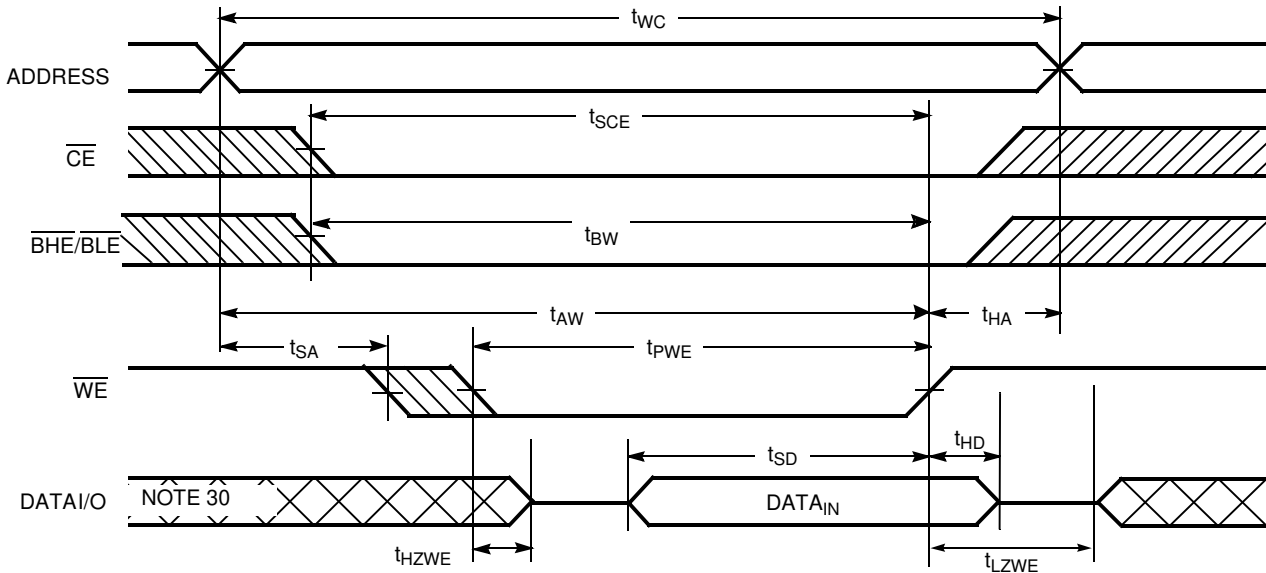 tWC
ADDRESS
tSCE
CE
tBW
BHE/BLE
tAW
tHA
tSA
tPWE
WE
tSD
tHD
DATAI/O
NOTE 30
DATAIN
tHZWE
tLZWE